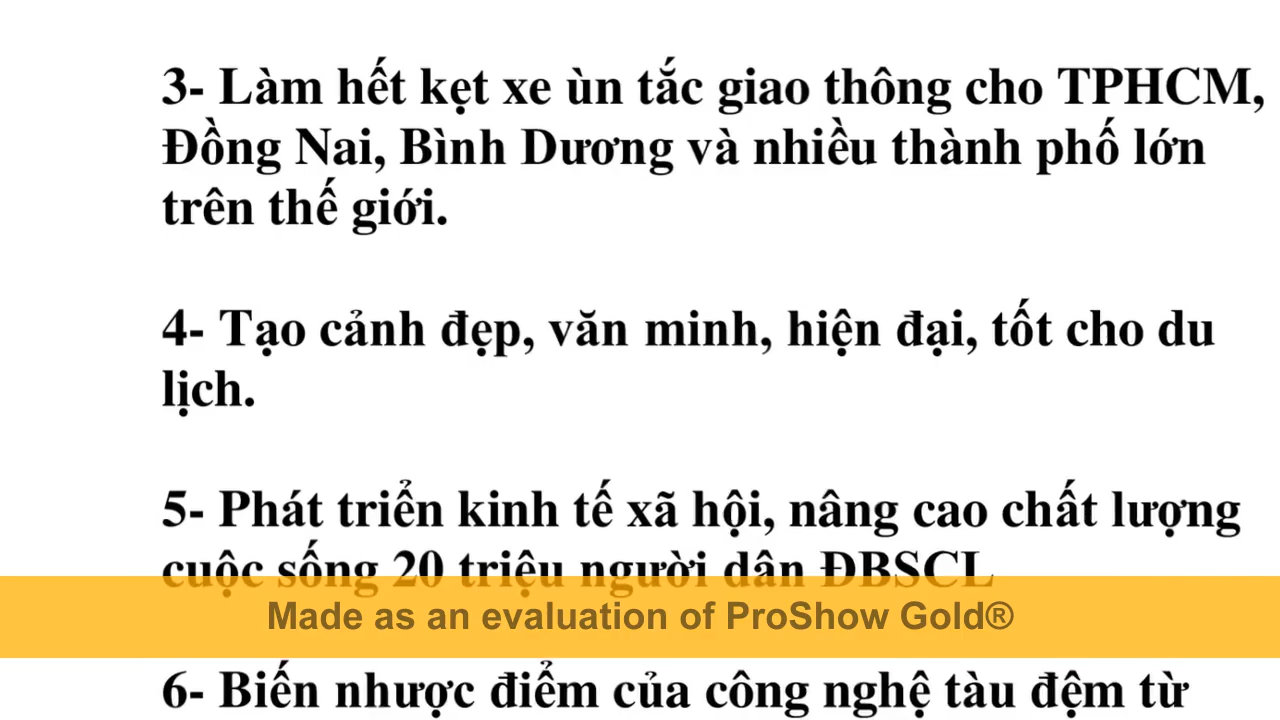 3- Làm hết kẹt xe ùn tắc giao thông cho TPHCM,
Đồng Nai, Bình Dương và nhiều thành phố lớn
trên thế giới.
4- Tạo cảnh đẹp, văn minh, hiện đại, tốt cho du
lịch.
5- Phát triển kinh tế xã hội, nâng cao chất lượng
cuộc sống 20 triệu người dân ĐBSCL
Made as an evaluation of ProShow Gold®
6- Biến nhược điểm của công nghệ tàu đệm từ